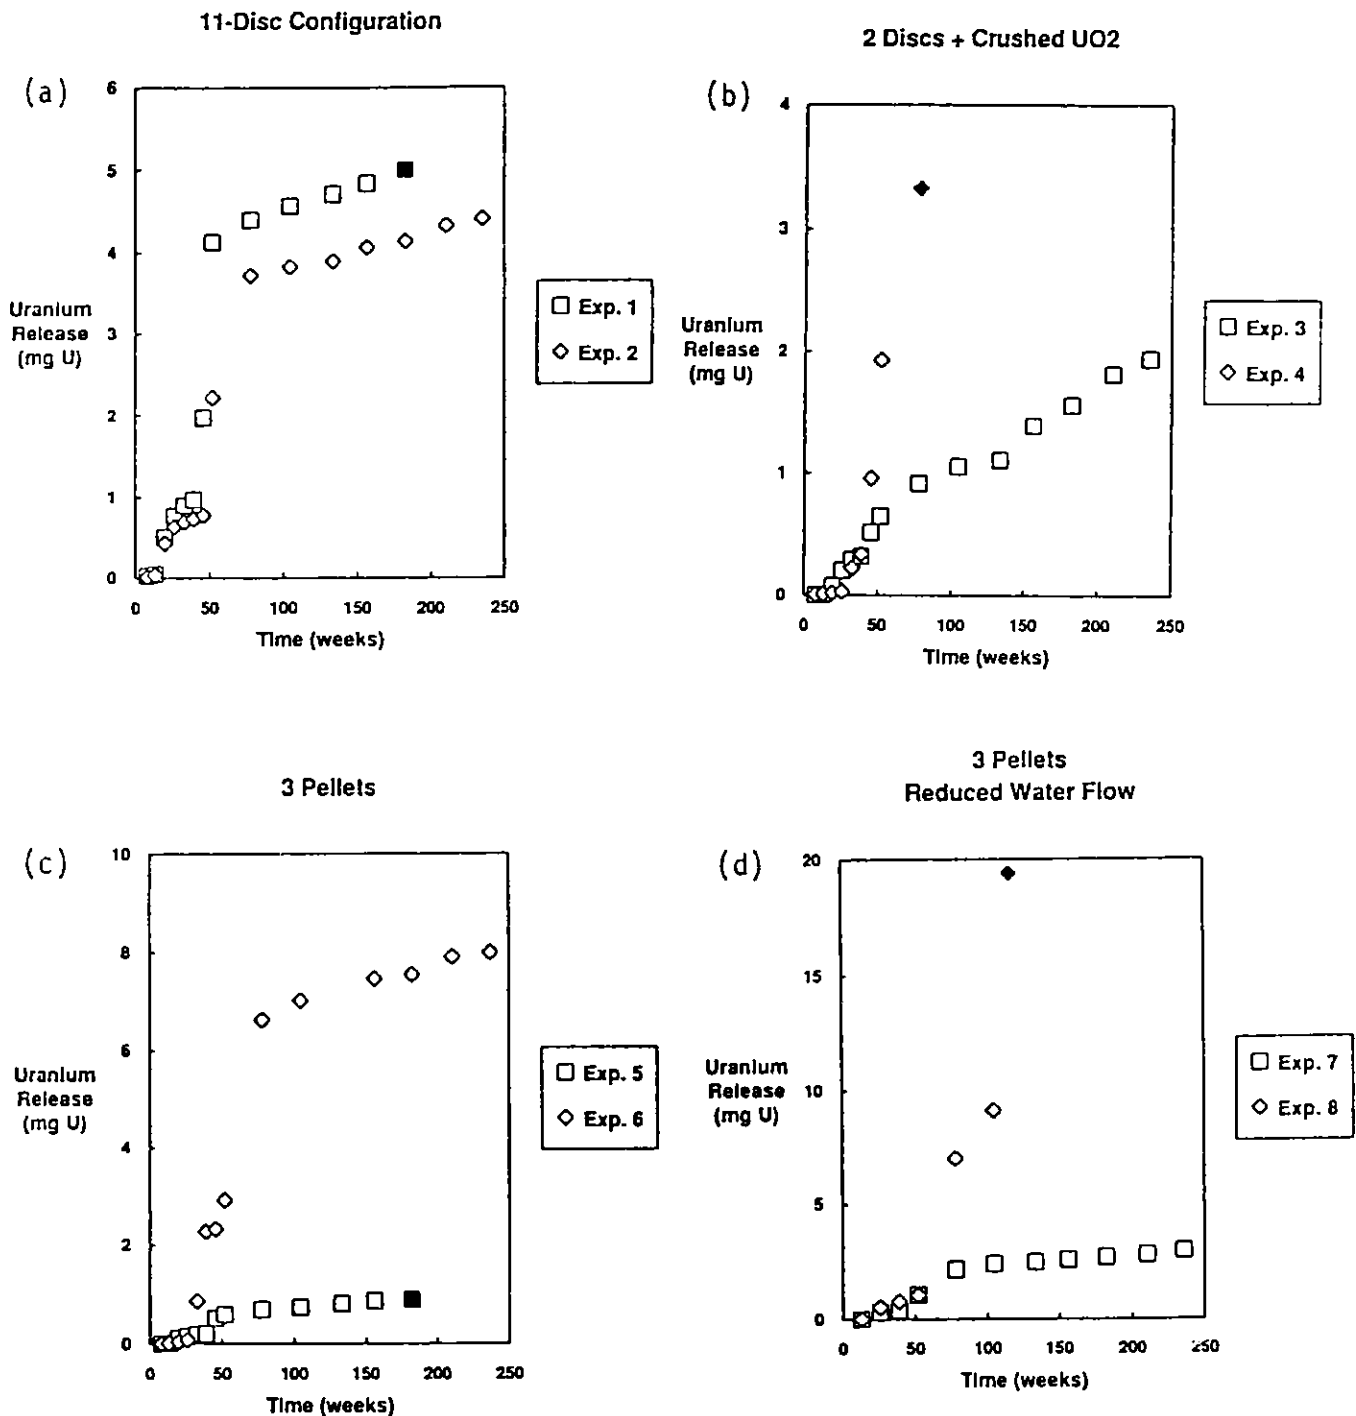 11-Disc Configuration
(a)
6
5
4
3
2
1
0
Uranium
Release
(mg U)
0 50 100 150 200 250
Time (weeks)
Exp. 1
Exp. 2
2 Discs + Crushed UO2
(b)
4
3
2
1
0
Uranium
Release
(mg U)
0 50 100 150 200 250
Time (weeks)
Exp. 3
Exp. 4
3 Pellets
(c)
10
8
6
4
2
0
Uranium
Release
(mg U)
0 50 100 150 200 250
Time (weeks)
Exp. 5
Exp. 6
3 Pellets
Reduced Water Flow
(d)
20
15
10
5
0
Uranium
Release
(mg U)
0 50 100 150 200 250
Time (weeks)
Exp. 7
Exp. 8